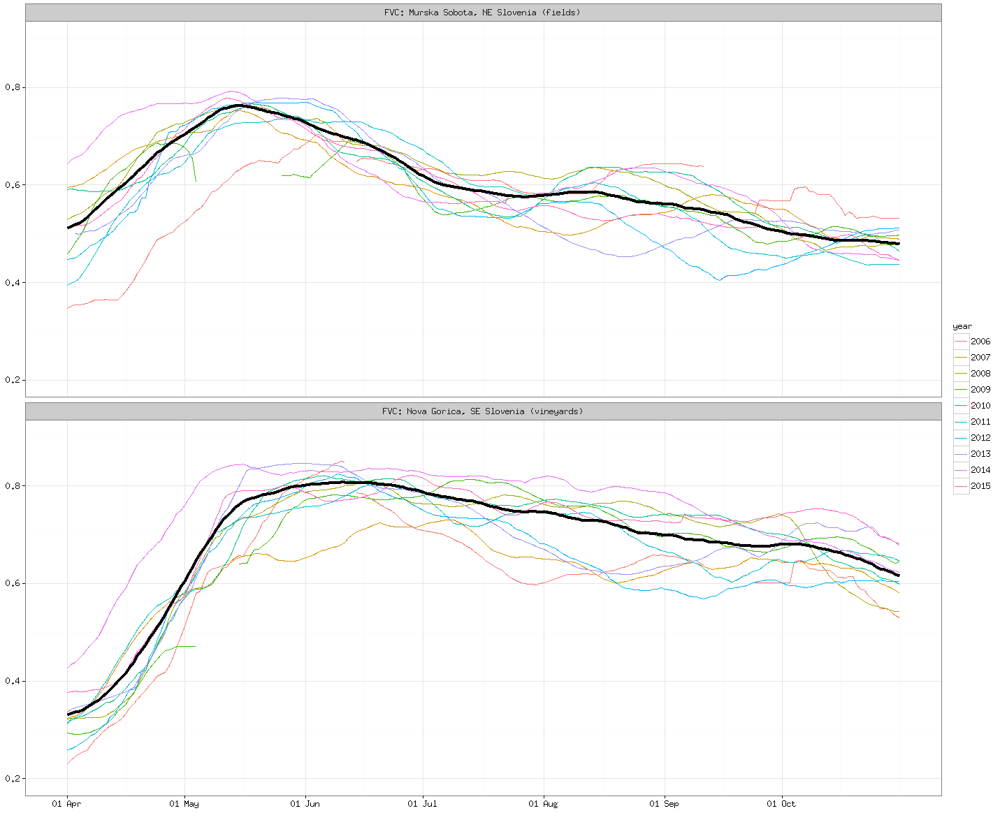 FVC: Murska Sobota, NE Slovenia (fields)
0.8
0.6
0.4
0.2
FVC: Nova Gorica, SE Slovenia (vineyards)
0.8
0.6
0.4
0.2
01 Apr
01 May
01 Jun
01 Jul
01 Aug
01 Sep
01 Oct
year
2006
2007
2008
2009
2010
2011
2012
2013
2014
2015